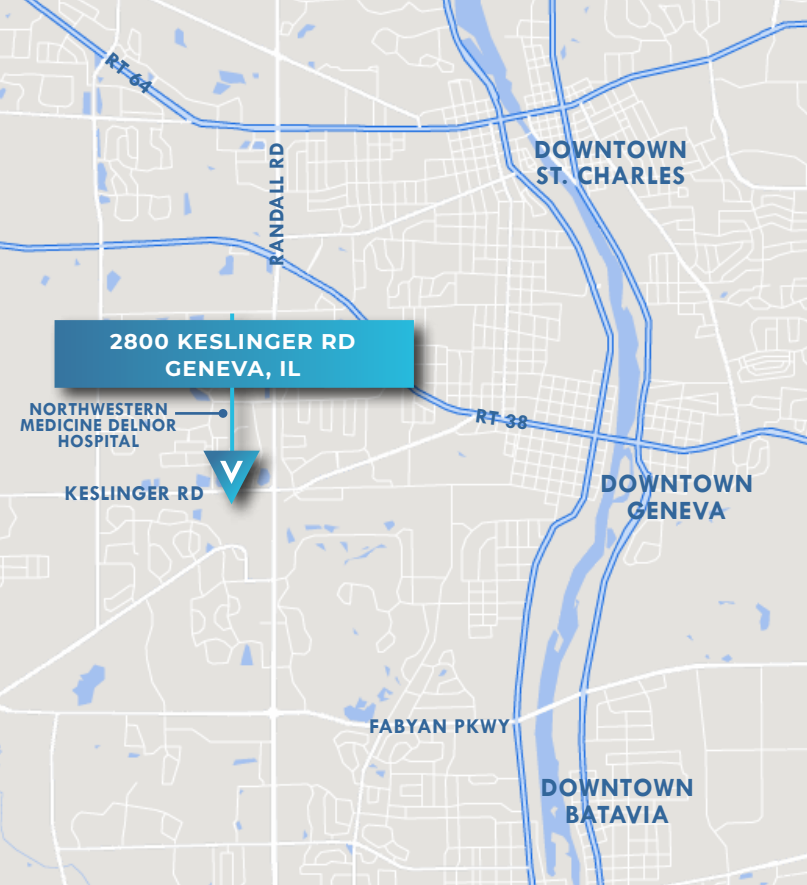 RT 64
DOWNTOWN
ST. CHARLES
RANDALL RD
2800 KESLINGER RD
GENEVA, IL
NORTHWESTERN
MEDICINE DELNOR
HOSPITAL
RT 38
V
KESLINGER RD
DOWNTOWN
GENEVA
FABYAN PKWY
DOWNTOWN
BATAVIA